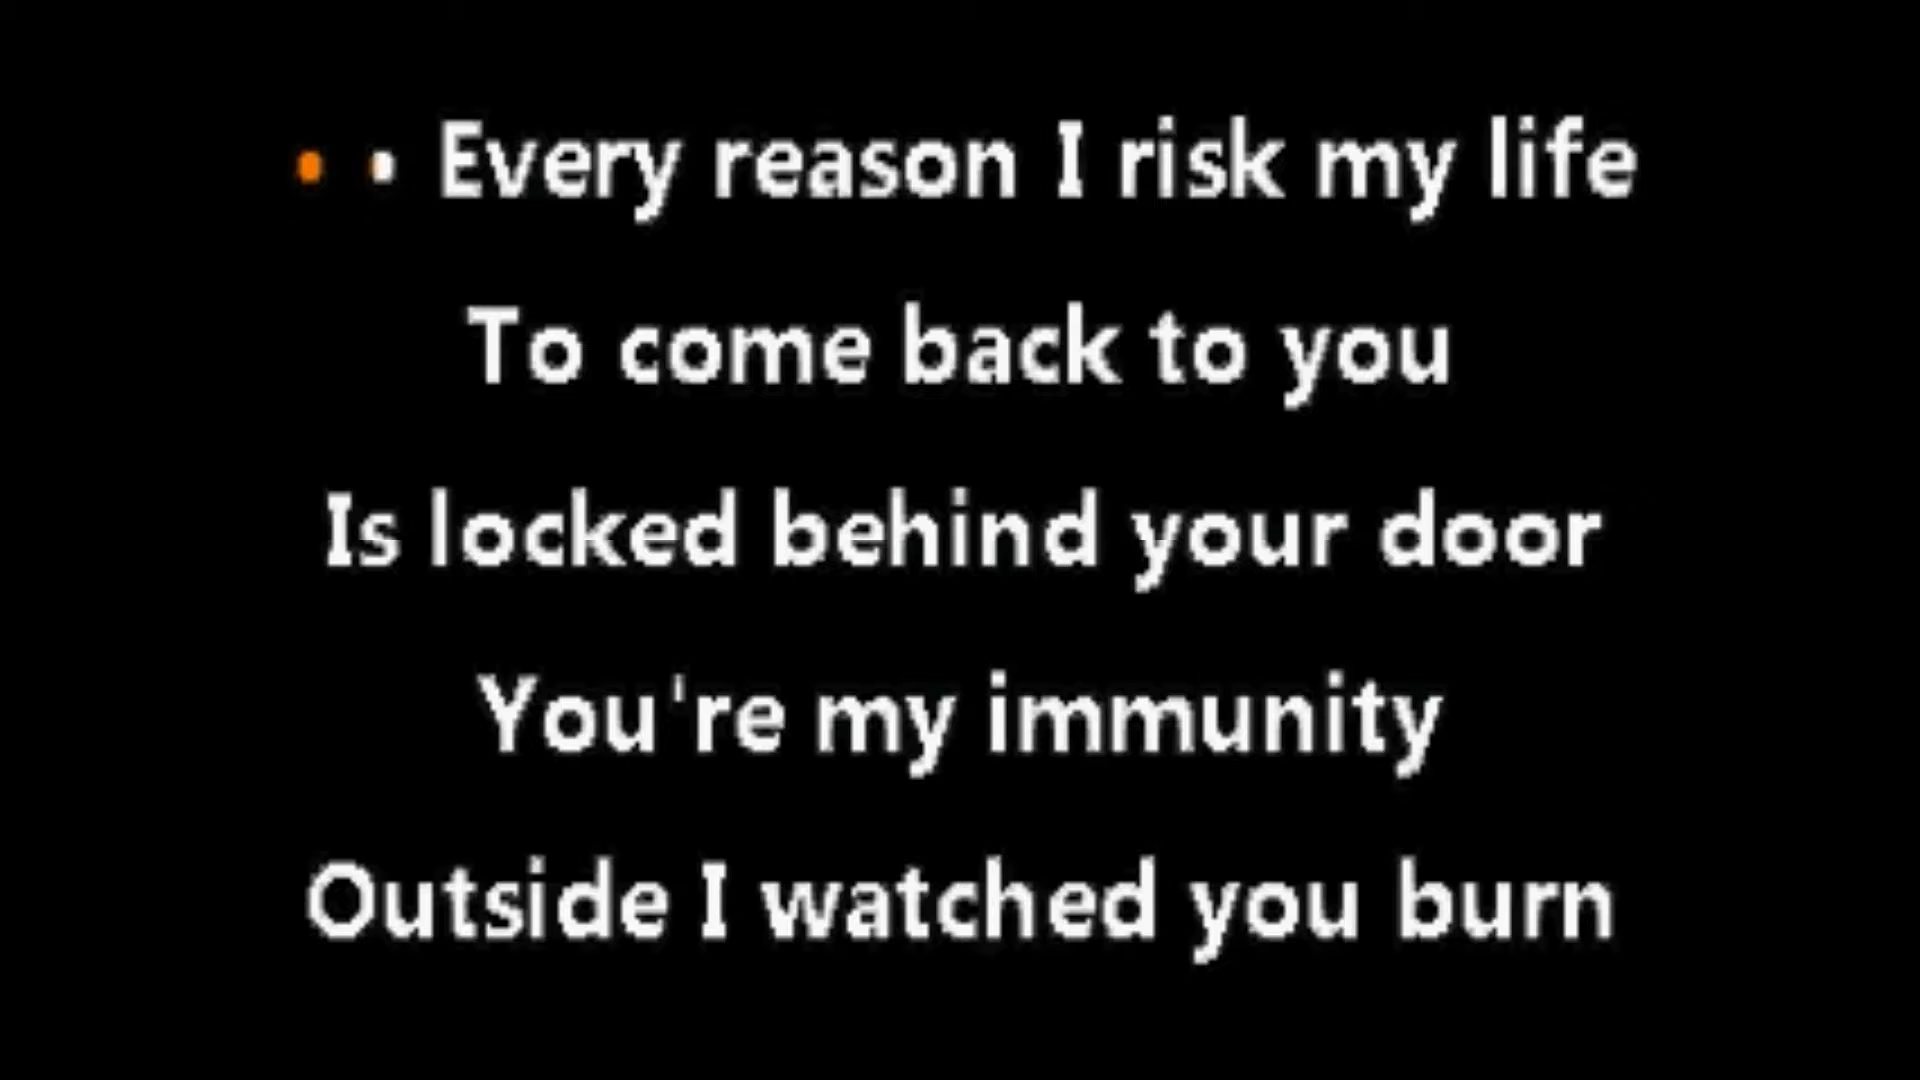 Every reason I risk my life
To come back to you
Is locked behind your door
You're my immunity
Outside I watched you burn